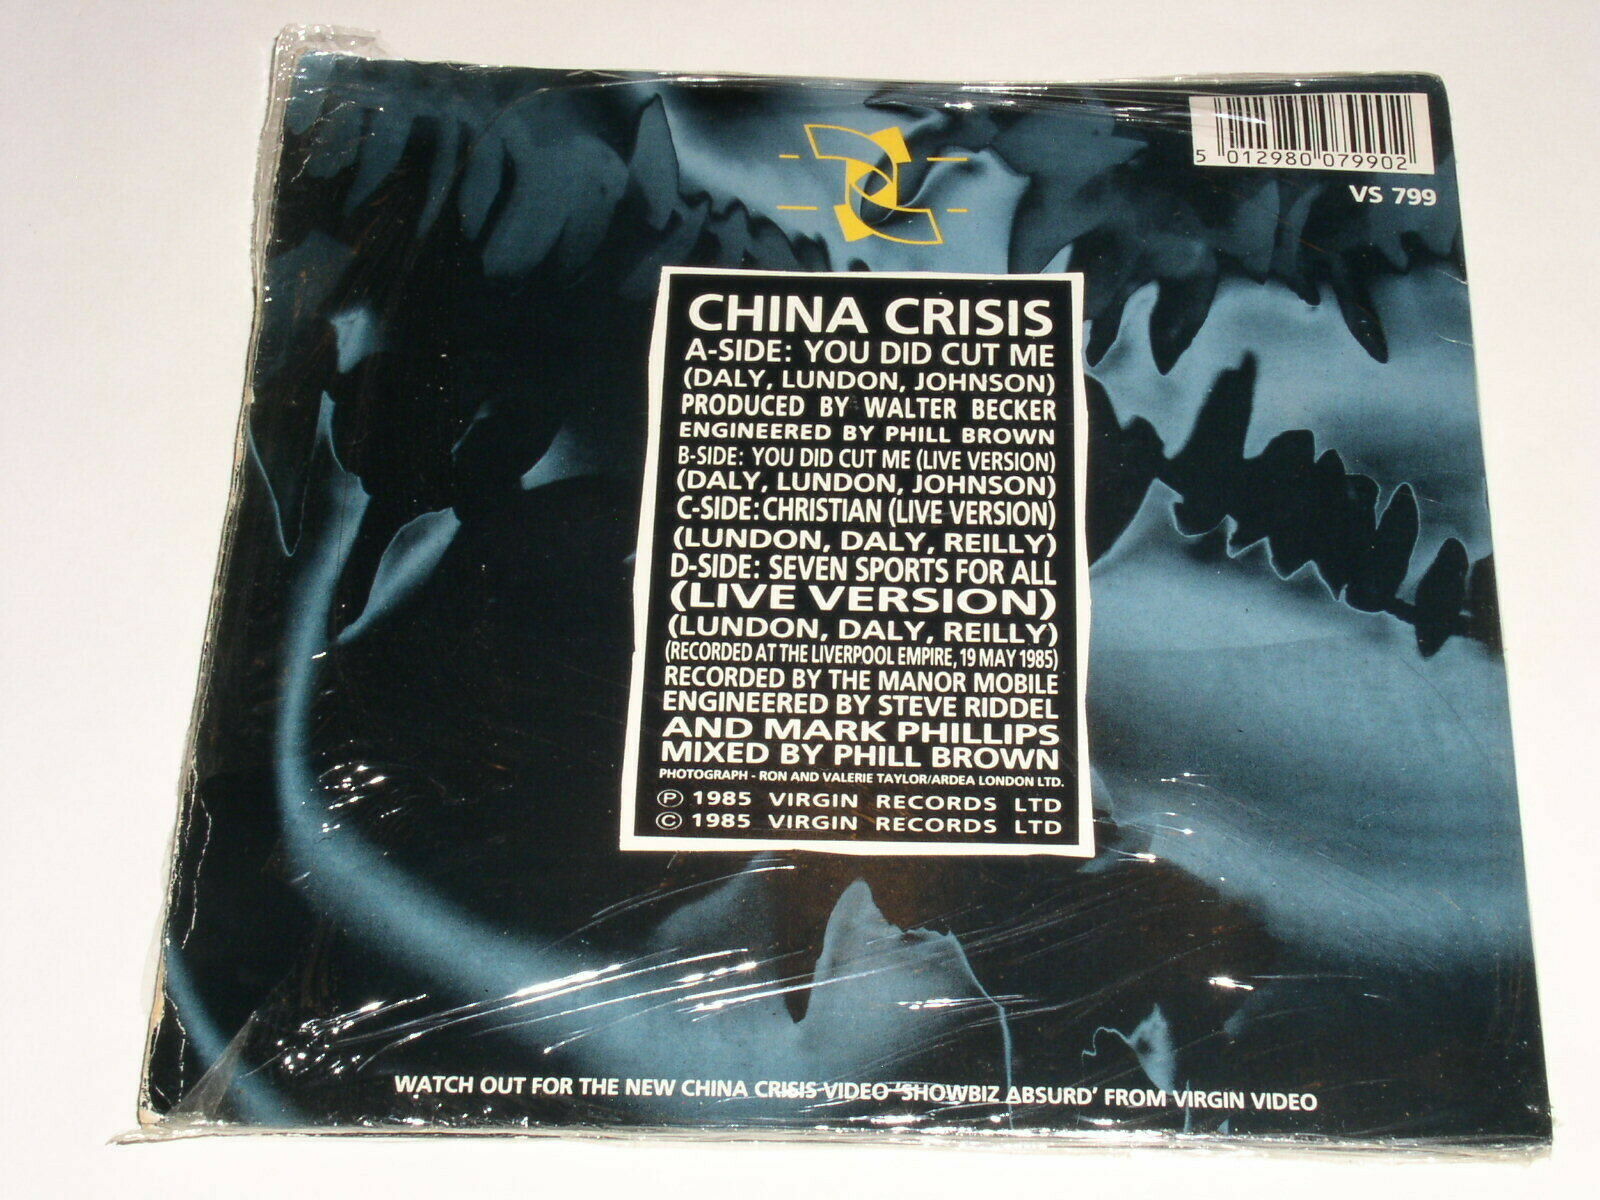 5 012980 079902
VS 799
CHINA CRISIS
A-SIDE: YOU DID CUT ME
(DALY, LUNDON, JOHNSON)
PRODUCED BY WALTER BECKER
ENGINEERED BY PHILL BROWN
B-SIDE: YOU DID CUT ME (LIVE VERSION)
(DALY, LUNDON, JOHNSON)
C-SIDE: CHRISTIAN (LIVE VERSION)
(LUNDON, DALY, REILLY)
D-SIDE: SEVEN SPORTS FOR ALL
(LIVE VERSION)
(LUNDON, DALY, REILLY)
(RECORDED AT THE LIVERPOOL EMPIRE, 19 MAY 1985)
RECORDED BY THE MANOR MOBILE
ENGINEERED BY STEVE RIDDEL
AND MARK PHILLIPS
MIXED BY PHILL BROWN
PHOTOGRAPH - RON AND VALERIE TAYLOR/ARDEA LONDON LTD.
Ⓟ 1985 VIRGIN RECORDS LTD
© 1985 VIRGIN RECORDS LTD
WATCH OUT FOR THE NEW CHINA CRISIS VIDEO 'SHOWBIZ ABSURD' FROM VIRGIN VIDEO